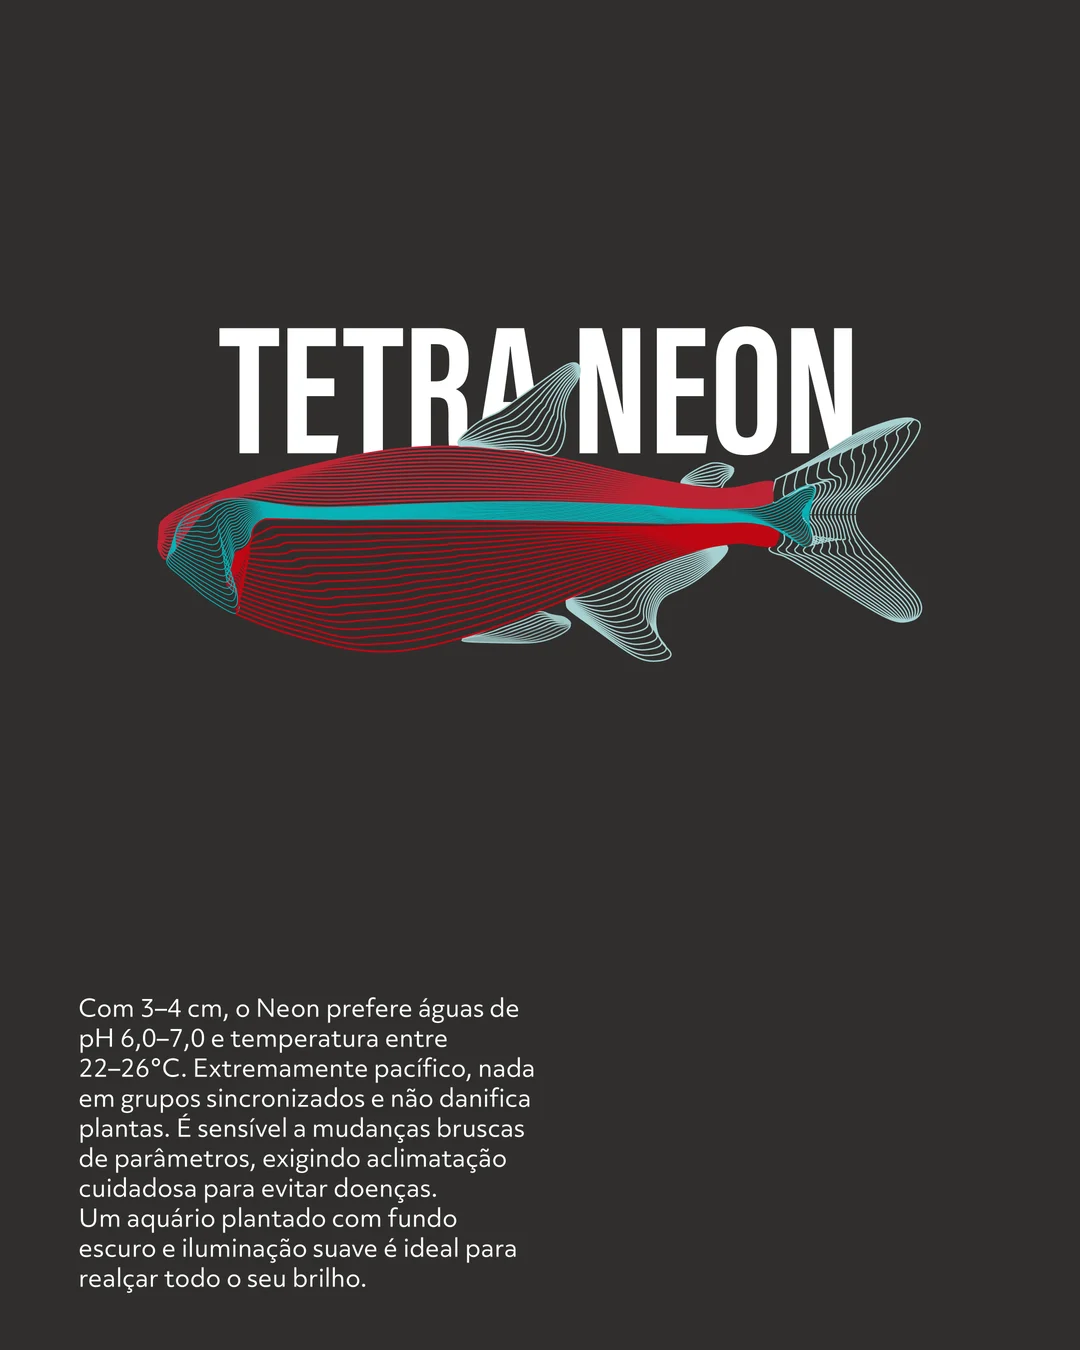 TETRA NEON
Com 3–4 cm, o Neon prefere águas de
pH 6,0–7,0 e temperatura entre
22–26°C. Extremamente pacífico, nada
em grupos sincronizados e não danifica
plantas. É sensível a mudanças bruscas
de parâmetros, exigindo aclimatação
cuidadosa para evitar doenças.
Um aquário plantado com fundo
escuro e iluminação suave é ideal para
realçar todo o seu brilho.